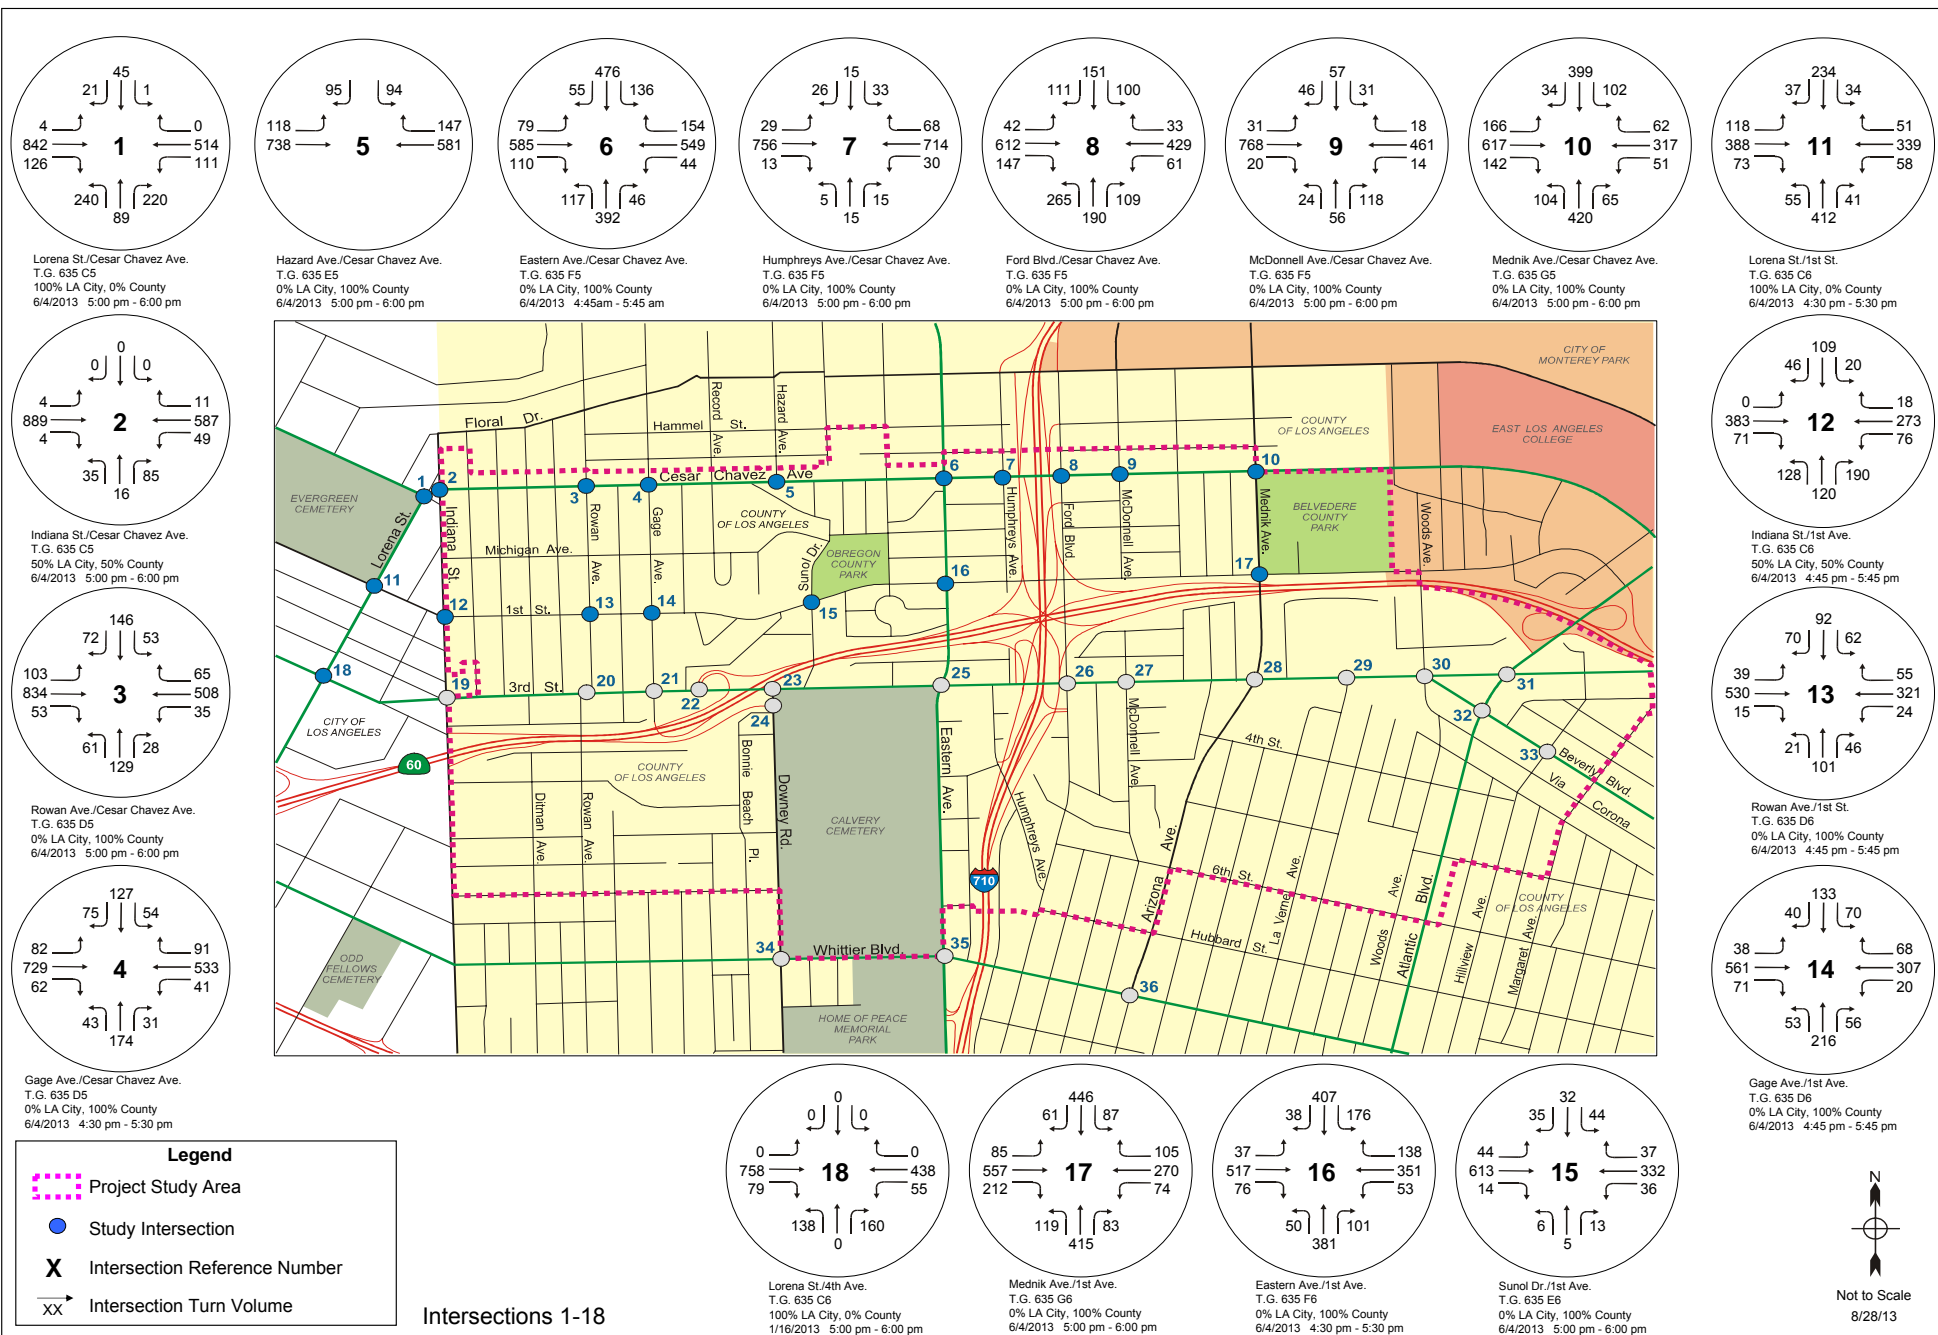 45
21 1
4 0
842 1 514
126 111
240 220
89
Lorena St./Cesar Chavez Ave.
T.G. 635 C5
100% LA City, 0% County
6/4/2013 5:00 pm - 6:00 pm
95 94
118 147
738 5 581
Hazard Ave./Cesar Chavez Ave.
T.G. 635 E5
0% LA City, 100% County
6/4/2013 5:00 pm - 6:00 pm
476
55 136
79 154
585 6 549
110 44
117 46
392
Eastern Ave./Cesar Chavez Ave.
T.G. 635 F5
0% LA City, 100% County
6/4/2013 4:45am - 5:45 am
15
26 33
29 68
756 7 714
13 30
5 15
15
Humphreys Ave./Cesar Chavez Ave.
T.G. 635 F5
0% LA City, 100% County
6/4/2013 5:00 pm - 6:00 pm
151
111 100
42 33
612 8 429
147 61
265 109
190
Ford Blvd./Cesar Chavez Ave.
T.G. 635 F5
0% LA City, 100% County
6/4/2013 5:00 pm - 6:00 pm
57
46 31
31 18
768 9 461
20 14
24 118
56
McDonnell Ave./Cesar Chavez Ave.
T.G. 635 F5
0% LA City, 100% County
6/4/2013 5:00 pm - 6:00 pm
399
34 102
166 62
617 10 317
142 51
104 65
420
Mednik Ave./Cesar Chavez Ave.
T.G. 635 G5
0% LA City, 100% County
6/4/2013 5:00 pm - 6:00 pm
234
37 34
118 51
388 11 339
73 58
55 41
412
Lorena St./1st St.
T.G. 635 C6
100% LA City, 0% County
6/4/2013 4:30 pm - 5:30 pm
0
0 0
4 11
889 2 587
4 49
35 85
16
Indiana St./Cesar Chavez Ave.
T.G. 635 C5
50% LA City, 50% County
6/4/2013 5:00 pm - 6:00 pm
146
72 53
103 65
834 3 508
53 35
61 28
129
Rowan Ave./Cesar Chavez Ave.
T.G. 635 D5
0% LA City, 100% County
6/4/2013 5:00 pm - 6:00 pm
127
75 54
82 91
729 4 533
62 41
43 31
174
Gage Ave./Cesar Chavez Ave.
T.G. 635 D5
0% LA City, 100% County
6/4/2013 4:30 pm - 5:30 pm
CITY OF
MONTEREY PARK
EAST LOS ANGELES
COLLEGE
COUNTY
OF LOS ANGELES
Floral Dr.
Hammel St.
Record Ave.
Hazard Ave.
Cesar Chavez Ave
1
2
3
4
5
6
7
8
9
10
EVERGREEN
CEMETERY
Lorena St.
Indiana St.
Rowan Ave.
Gage Ave.
COUNTY
OF LOS ANGELES
Michigan Ave.
Sunol Dr.
OBREGON
COUNTY
PARK
Humphreys Ave.
Ford Blvd.
McDonnell Ave.
Mednik Ave.
BELVEDERE
COUNTY
PARK
Woods Ave.
11
12
13
14
15
16
17
1st St.
18
19
20
21
22
23
24
25
26
27
28
29
30
31
32
33
3rd St.
CITY OF
LOS ANGELES
60
COUNTY
OF LOS ANGELES
Ditman Ave.
Rowan Ave.
Bonnie Beach Pl.
Downey Rd.
CALVERY
CEMETERY
Eastern Ave.
Humphreys Ave.
McDonnell Ave.
710
4th St.
6th St.
Arizona Ave.
La Verne Ave.
Hubbard St.
Woods Ave.
Atlantic Blvd.
Hillview Ave.
Margaret Ave.
Beverly Blvd.
Via Corona
COUNTY
OF LOS ANGELES
ODD
FELLOWS
CEMETERY
34
Whittier Blvd.
35
36
HOME OF PEACE
MEMORIAL
PARK
109
46 20
0 18
383 12 273
71 76
128 190
120
Indiana St./1st Ave.
T.G. 635 C6
50% LA City, 50% County
6/4/2013 4:45 pm - 5:45 pm
92
70 62
39 55
530 13 321
15 24
21 46
101
Rowan Ave./1st St.
T.G. 635 D6
0% LA City, 100% County
6/4/2013 4:45 pm - 5:45 pm
133
40 70
38 68
561 14 307
71 20
53 56
216
Gage Ave./1st Ave.
T.G. 635 D6
0% LA City, 100% County
6/4/2013 4:45 pm - 5:45 pm
Legend
Project Study Area
Study Intersection
X Intersection Reference Number
XX Intersection Turn Volume
Intersections 1-18
0
0 0
0 0
758 18 438
79 55
138 160
0
Lorena St./4th Ave.
T.G. 635 C6
100% LA City, 0% County
1/16/2013 5:00 pm - 6:00 pm
446
61 87
85 105
557 17 270
212 74
119 83
415
Mednik Ave./1st Ave.
T.G. 635 G6
0% LA City, 100% County
6/4/2013 5:00 pm - 6:00 pm
407
38 176
37 138
517 16 351
76 53
50 101
381
Eastern Ave./1st Ave.
T.G. 635 F6
0% LA City, 100% County
6/4/2013 4:30 pm - 5:30 pm
32
35 44
44 37
613 15 332
14 36
6 13
5
Sunol Dr./1st Ave.
T.G. 635 E6
0% LA City, 100% County
6/4/2013 5:00 pm - 6:00 pm
N
Not to Scale
8/28/13